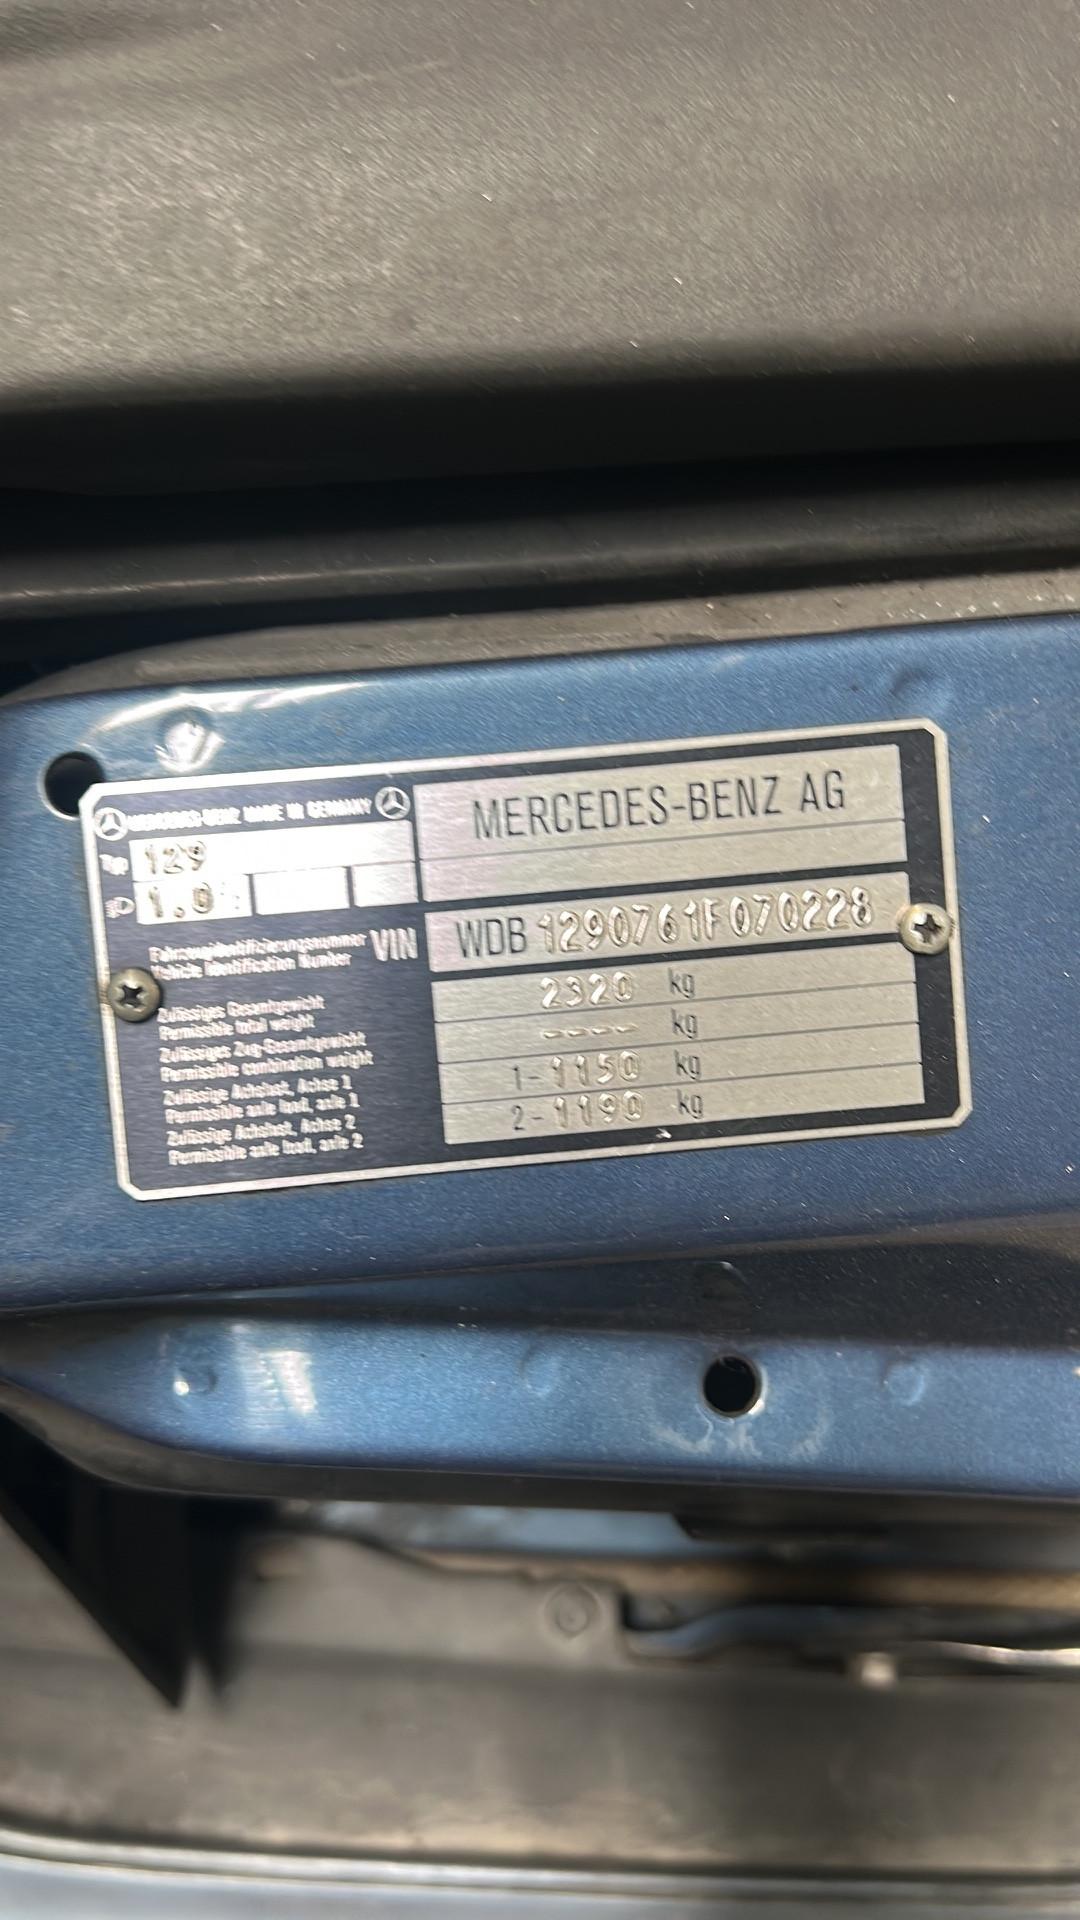 MERCEDES-BENZ MADE IN GERMANY
MERCEDES-BENZ AG
Typ 129
1.0
Fahrzeugidentifizierungsnummer
Vehicle Identification Number
VIN
WDB 1290761F070228
Zulässiges Gesamtgewicht
Permissible total weight
2320 kg
Zulässiges Zug-Gesamtgewicht
Permissible combination weight
---- kg
Zulässige Achslast, Achse 1
Permissible axle load, axle 1
1- 1150 kg
Zulässige Achslast, Achse 2
Permissible axle load, axle 2
2- 1190 kg